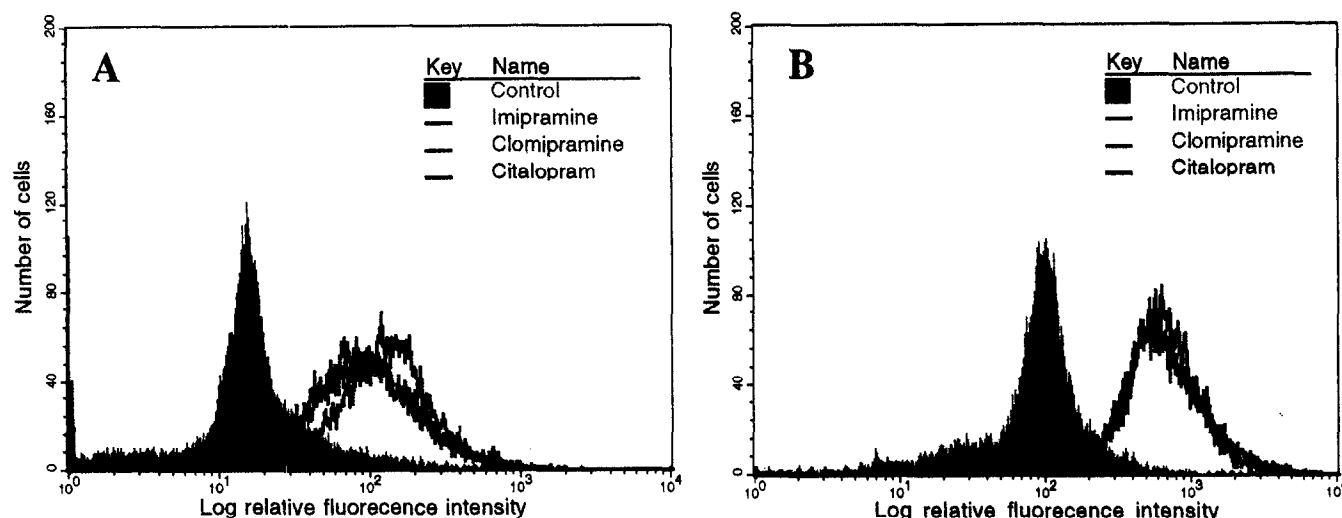 A
Key Name
Control
Imipramine
Clomipramine
Citalopram
200
160
120
80
40
0
Number of cells
10⁰ 10¹ 10² 10³ 10⁴
Log relative fluorecence intensity
B
Key Name
Control
Imipramine
Clomipramine
Citalopram
200
160
120
80
40
0
Number of cells
10⁰ 10¹ 10² 10³
Log relative fluorecence intensity